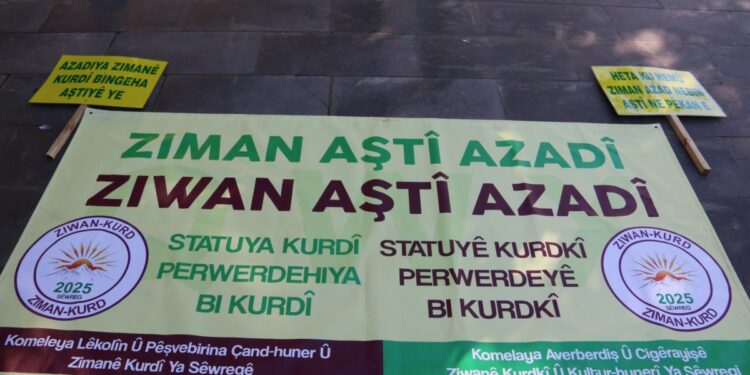 AZADIYA ZIMANÊ
KURDÎ BINGEHA
AŞTIYÊ YE
HETA KU HEMÛ
ZIMAN AZAD NEBIN
AŞTÎ NE PEKAN E
ZIMAN AŞTÎ AZADÎ
ZIWAN AŞTÎ AZADÎ
ZIWAN-KURD
2025
SÊWREG
ZIMAN-KURD
STATUYA KURDÎ
PERWERDEHIYA
BI KURDÎ
STATUYÊ KURDKÎ
PERWERDEYÊ
BI KURDKÎ
ZIWAN-KURD
2025
SÊWREG
ZIMAN-KURD
Komeleya Lêkolîn Û Pêşvebirina Çand-huner Û
Zimanê Kurdî Ya Sêwregê
Komelaya Averberdiş Û Cigêrayişê
Ziwanê Kurdkî Û Kultur-hunerî Ya Sêwregi